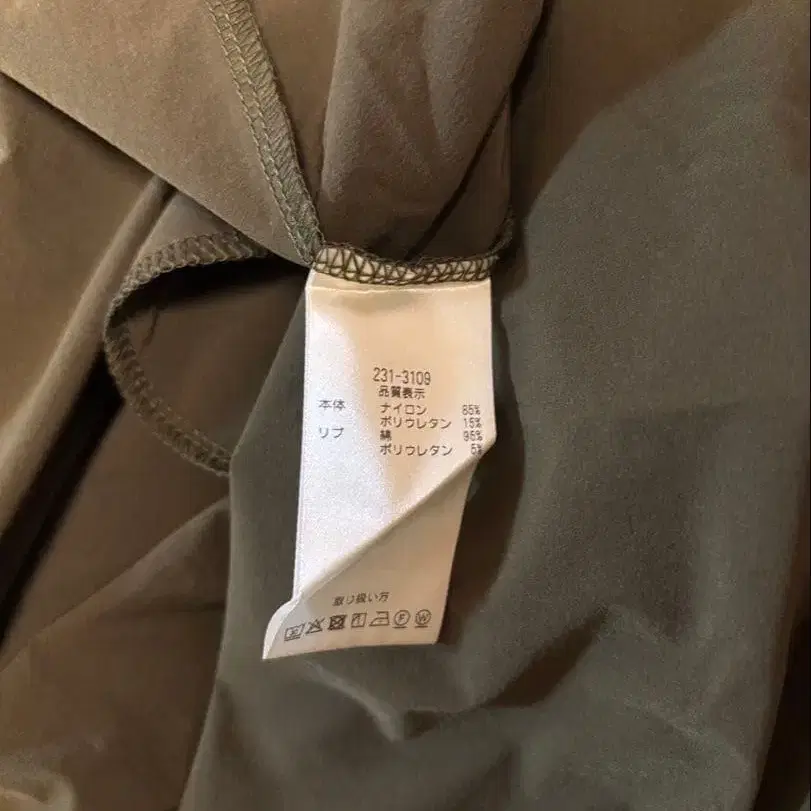 231-3109
品質表示
本体 ナイロン 85%
ポリウレタン 15%
リブ 綿 95%
ポリウレタン 5%
取り扱い方
F W